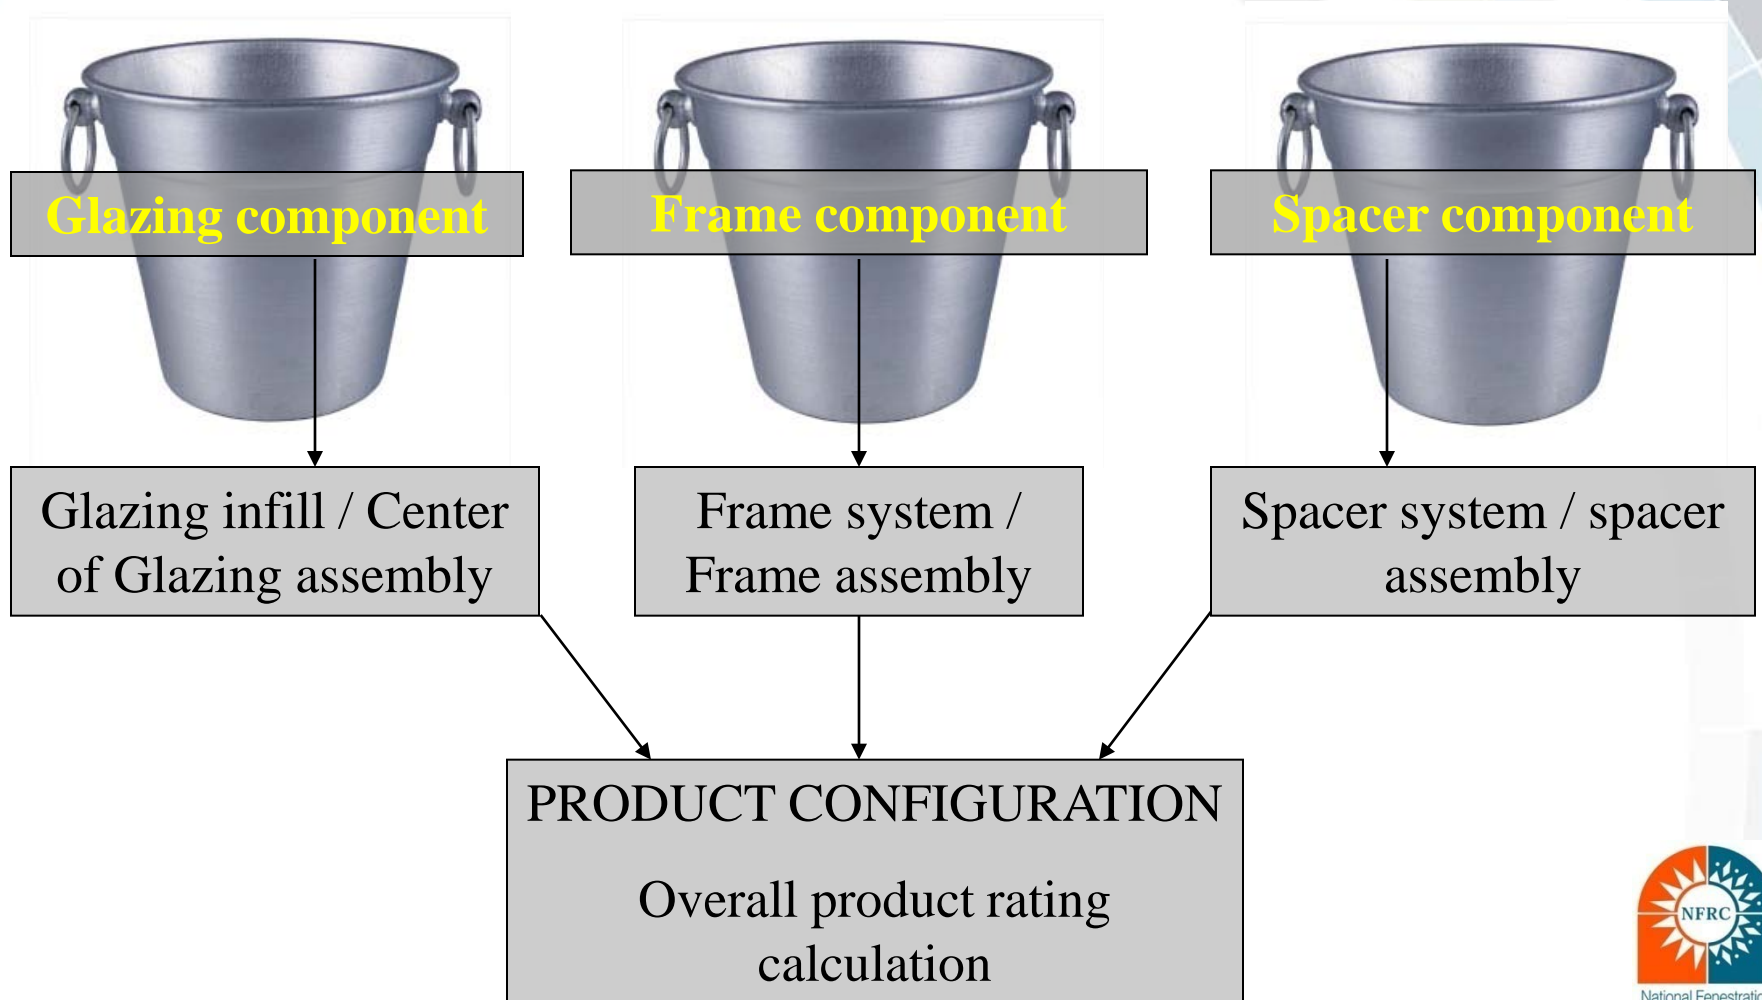 Glazing component
Frame component
Spacer component
Glazing infill / Center
of Glazing assembly
Frame system /
Frame assembly
Spacer system / spacer
assembly
PRODUCT CONFIGURATION
Overall product rating
calculation
NFRC
National